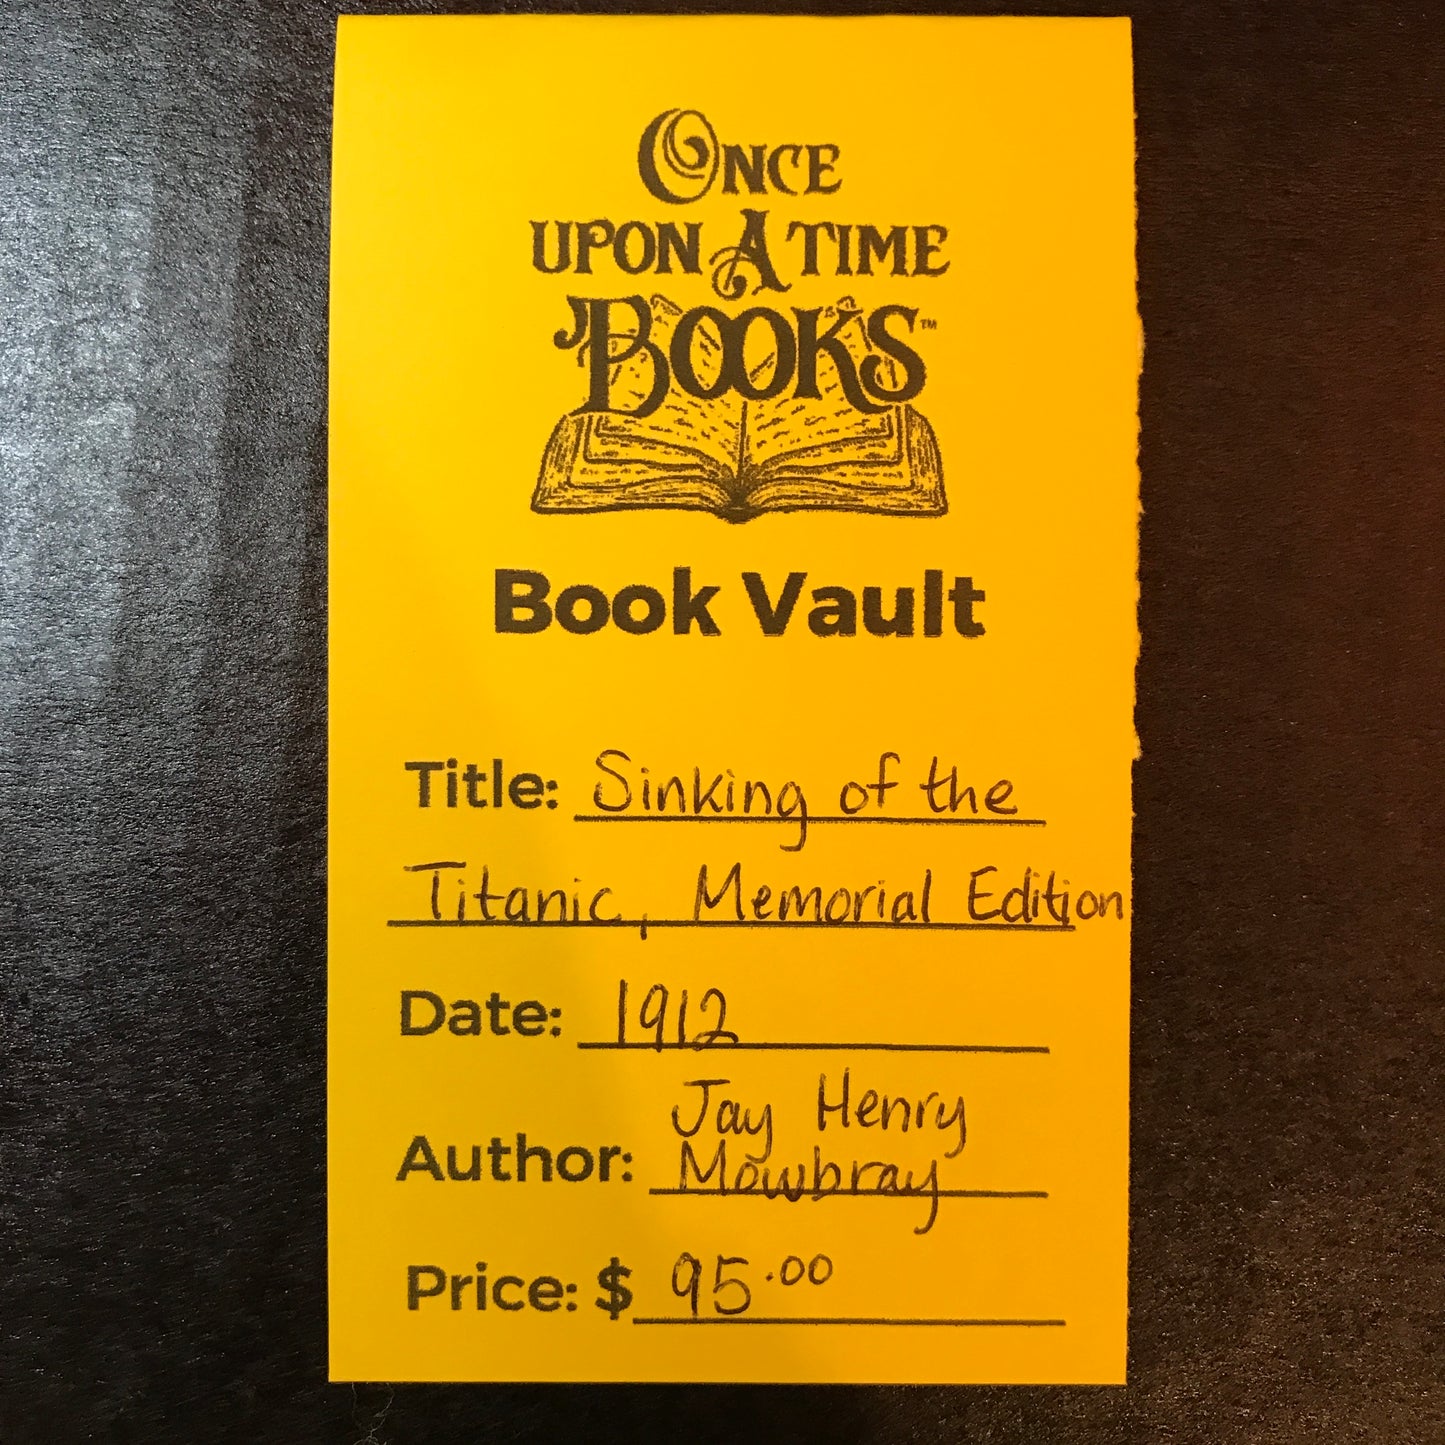 ONCE
UPON A TIME
BOOKS™
Book Vault
Title: Sinking of the
Titanic, Memorial Edition
Date: 1912
Jay Henry
Author: Mowbray
Price: $ 95.00